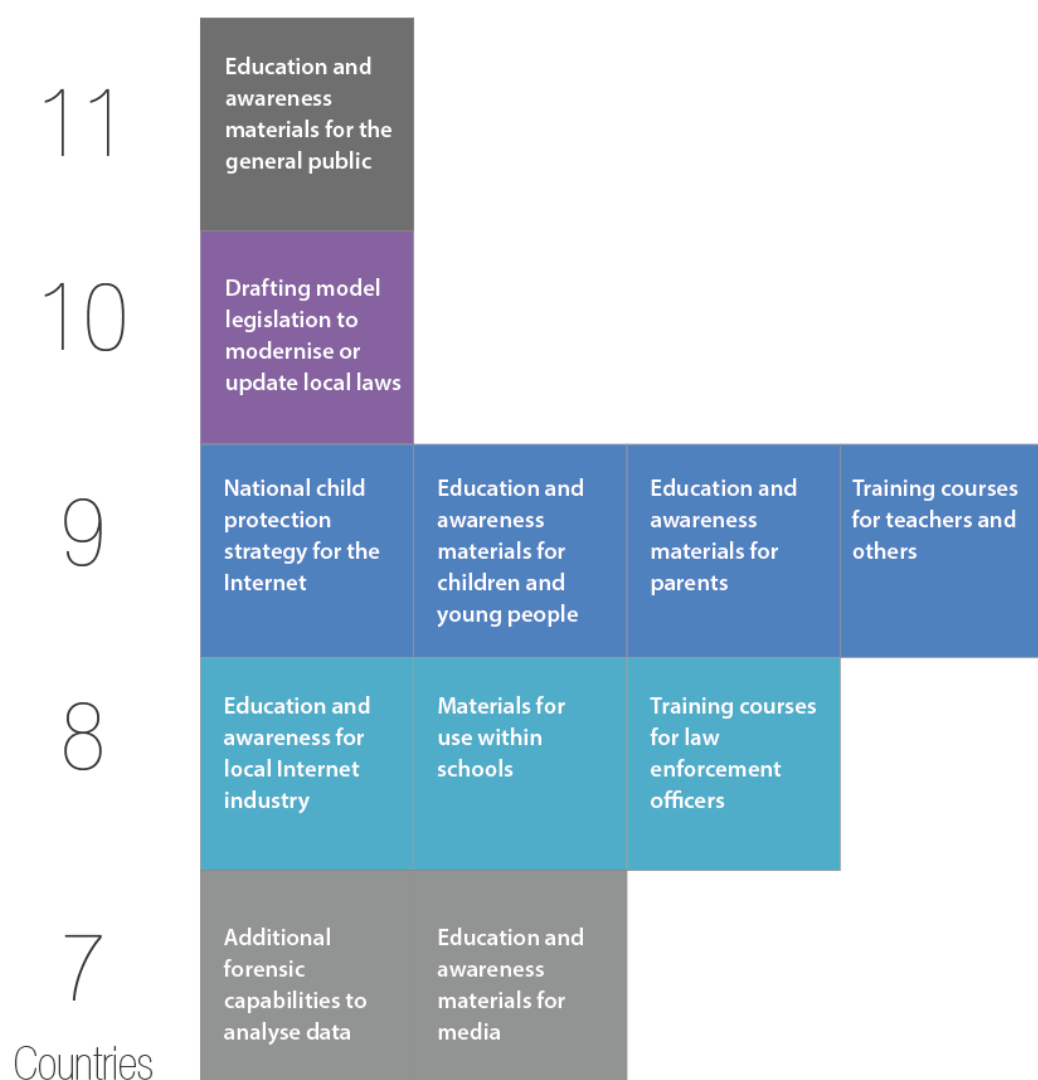 11
Education and
awareness
materials for the
general public
10
Drafting model
legislation to
modernise or
update local laws
9
National child
protection
strategy for the
Internet
Education and
awareness
materials for
children and
young people
Education and
awareness
materials for
parents
Training courses
for teachers and
others
8
Education and
awareness for
local Internet
industry
Materials for
use within
schools
Training courses
for law
enforcement
officers
7
Additional
forensic
capabilities to
analyse data
Education and
awareness
materials for
media
Countries